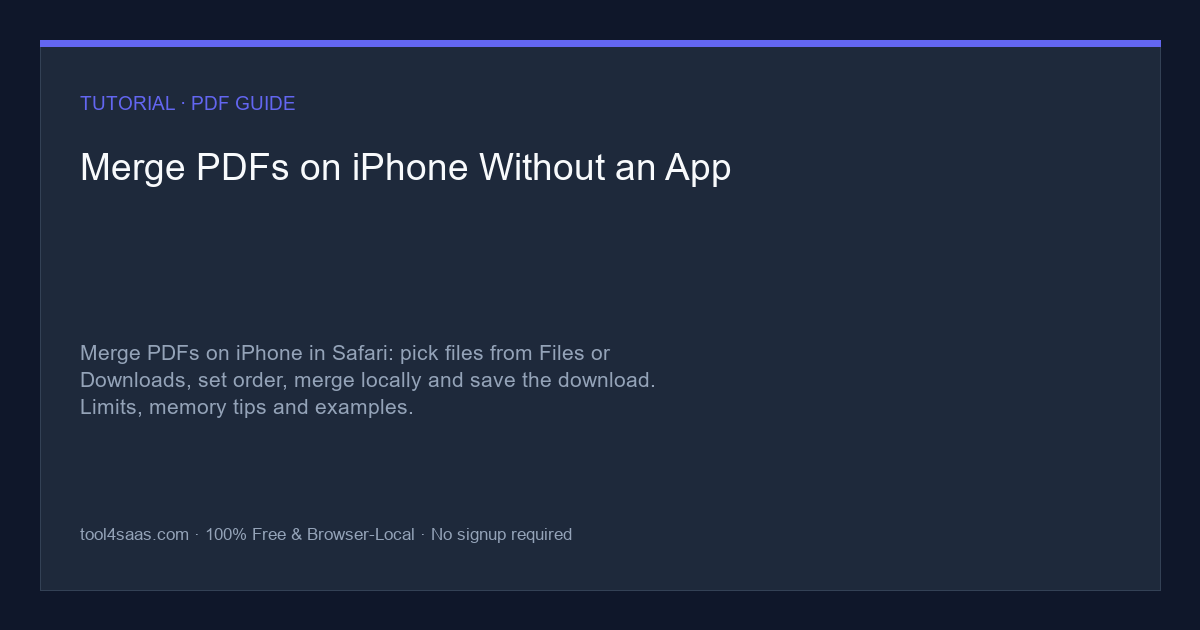 TUTORIAL · PDF GUIDE
Merge PDFs on iPhone Without an App
Merge PDFs on iPhone in Safari: pick files from Files or
Downloads, set order, merge locally and save the download.
Limits, memory tips and examples.
tool4saas.com · 100% Free & Browser-Local · No signup required